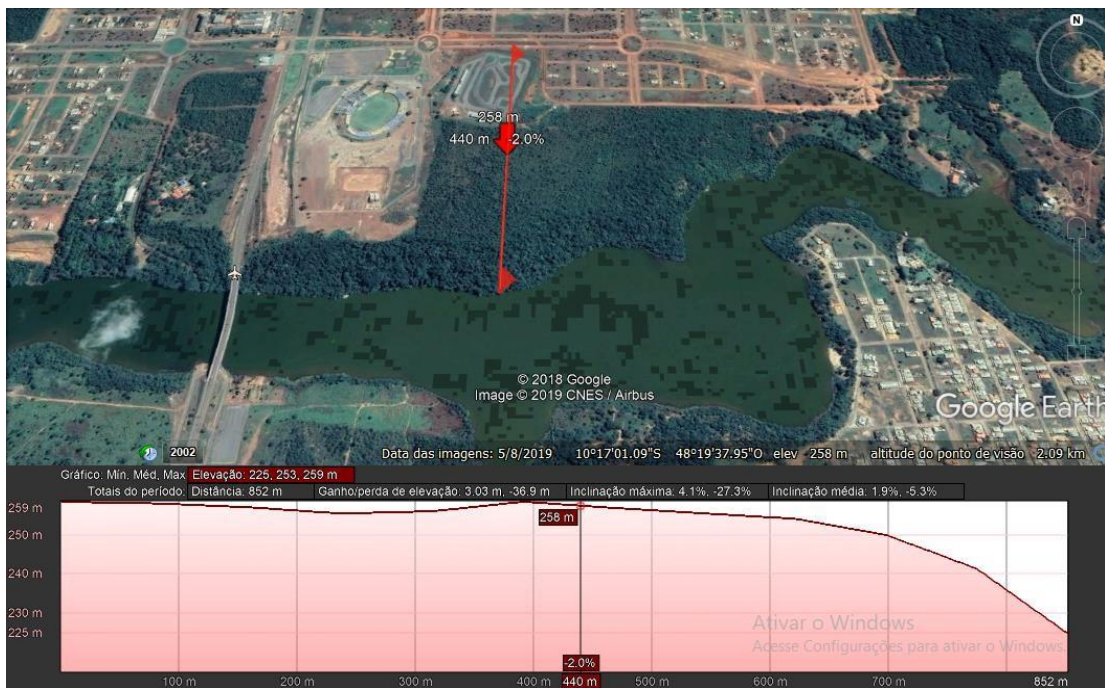 N
258 m
440 m -2.0%
© 2018 Google
Image © 2019 CNES / Airbus
Google Earth
2002
Data das imagens: 5/8/2019 10°17'01.09"S 48°19'37.95"O elev 258 m altitude do ponto de visão 2.09 km
Gráfico: Mín. Méd, Max Elevação: 225, 253, 259 m
Totais do período: Distância: 852 m Ganho/perda de elevação: 3.03 m, -36.9 m Inclinação máxima: 4.1%, -27.3% Inclinação média: 1.9%, -5.3%
259 m
258 m
250 m
240 m
230 m
225 m
Ativar o Windows
Acesse Configurações para ativar o Windows.
-2.0%
100 m 200 m 300 m 400 m 440 m 500 m 600 m 700 m 852 m